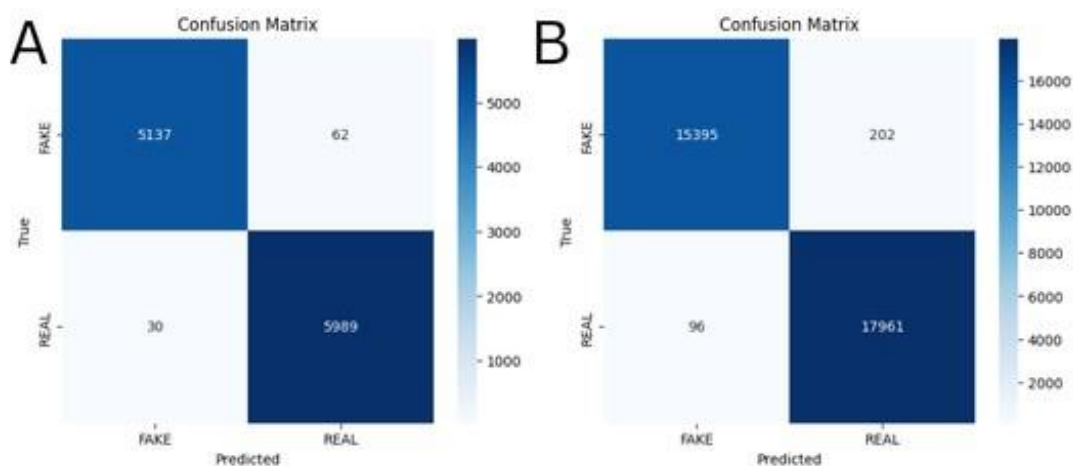 A
Confusion Matrix
FAKE
5137
62
True
REAL
30
5989
FAKE
REAL
Predicted
5000
4000
3000
2000
1000
B
Confusion Matrix
FAKE
15395
202
True
REAL
96
17961
FAKE
REAL
Predicted
16000
14000
12000
10000
8000
6000
4000
2000